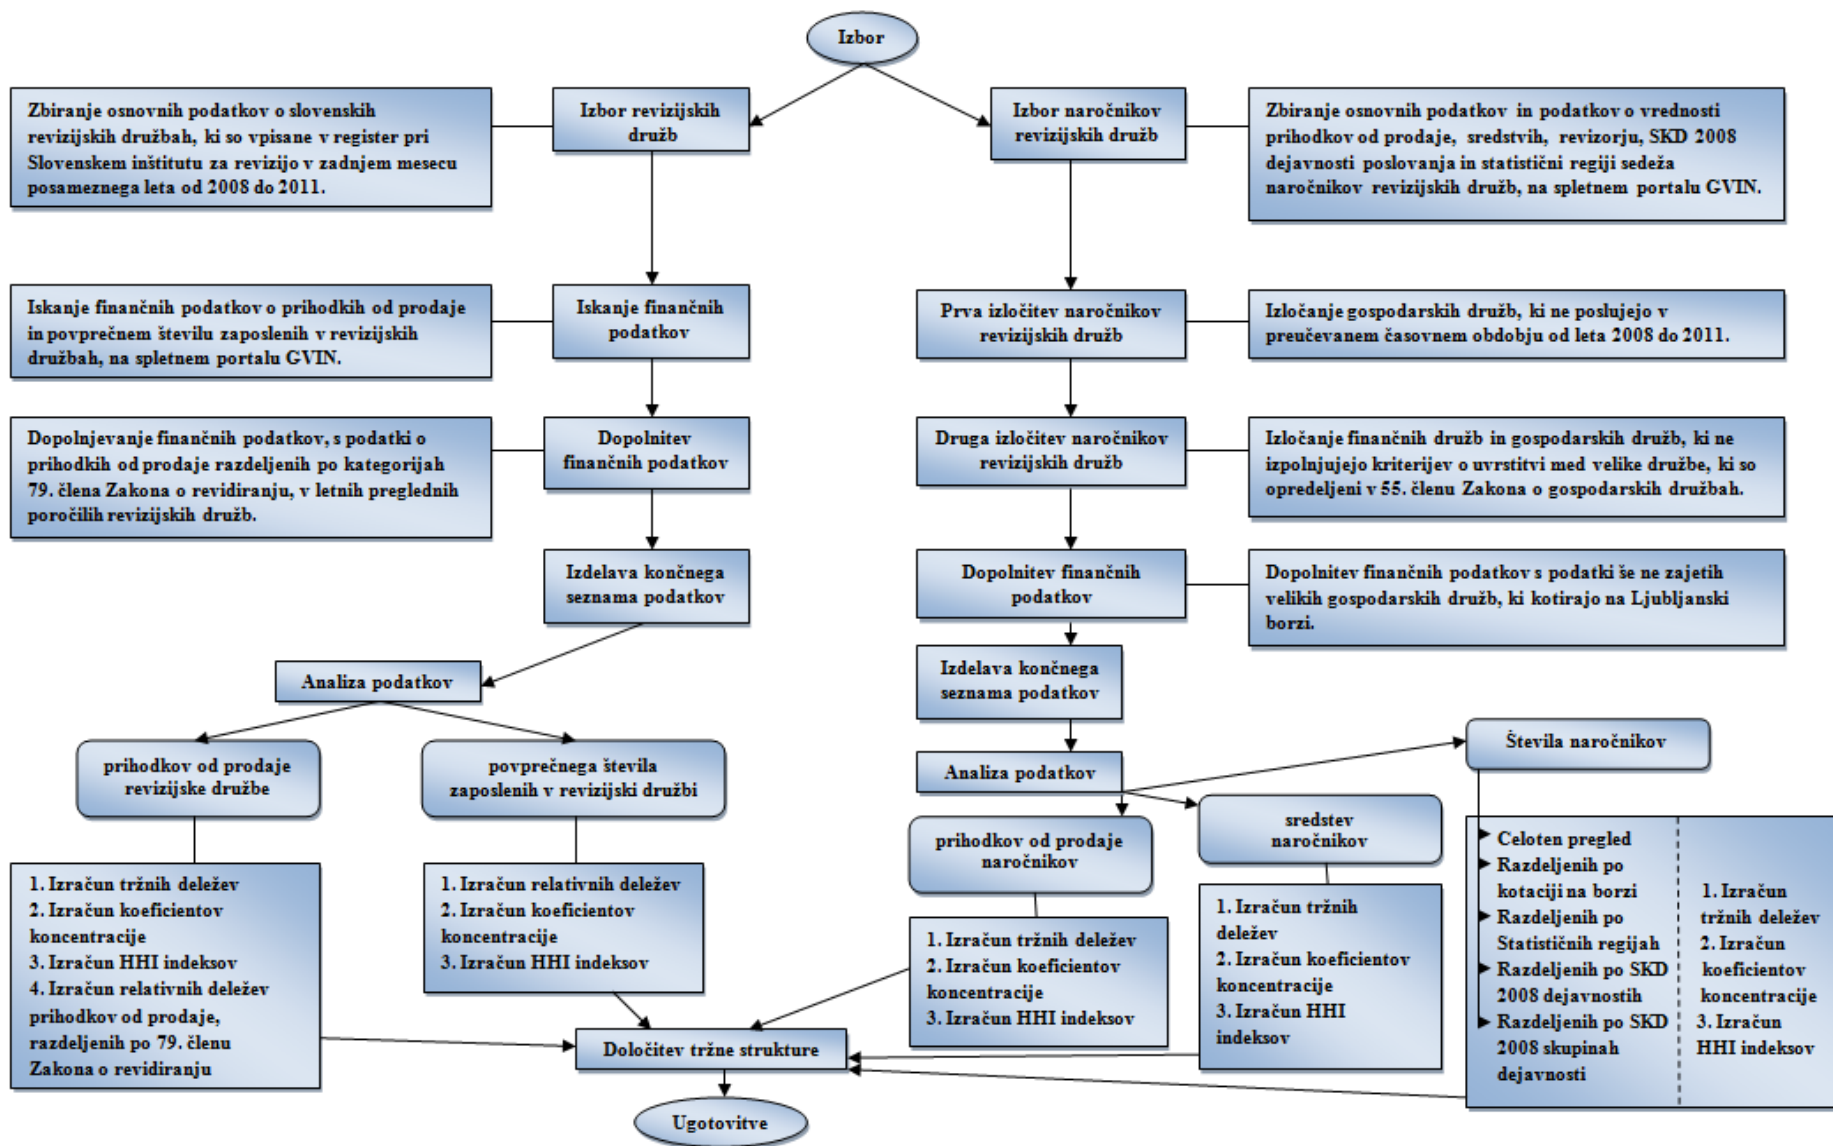 Izbor
Zbiranje osnovnih podatkov o slovenskih
revizijskih družbah, ki so vpisane v register pri
Slovenskem inštitutu za revizijo v zadnjem mesecu
posameznega leta od 2008 do 2011.
Izbor revizijskih
družb
Izbor naročnikov
revizijskih družb
Zbiranje osnovnih podatkov in podatkov o vrednosti
prihodkov od prodaje, sredstvih, revizorju, SKD 2008
dejavnosti poslovanja in statistični regiji sedeža
naročnikov revizijskih družb, na spletnem portalu GVIN.
Iskanje finančnih podatkov o prihodkih od prodaje
in povprečnem številu zaposlenih v revizijskih
družbah, na spletnem portalu GVIN.
Iskanje finančnih
podatkov
Prva izločitev naročnikov
revizijskih družb
Izločanje gospodarskih družb, ki ne poslujejo v
preučevanem časovnem obdobju od leta 2008 do 2011.
Dopolnjevanje finančnih podatkov, s podatki o
prihodkih od prodaje razdeljenih po kategorijah
79. člena Zakona o revidiranju, v letnih preglednih
poročilih revizijskih družb.
Dopolnitev
finančnih podatkov
Druga izločitev naročnikov
revizijskih družb
Izločanje finančnih družb in gospodarskih družb, ki ne
izpolnjujejo kriterijev o uvrstitvi med velike družbe, ki so
opredeljeni v 55. členu Zakona o gospodarskih družbah.
Izdelava končnega
seznama podatkov
Dopolnitev finančnih
podatkov
Dopolnitev finančnih podatkov s podatki še ne zajetih
velikih gospodarskih družb, ki kotirajo na Ljubljanski
borzi.
Analiza podatkov
Izdelava končnega
seznama podatkov
prihodkov od prodaje
revizijske družbe
povprečnega števila
zaposlenih v revizijski družbi
Analiza podatkov
Števila naročnikov
prihodkov od prodaje
naročnikov
sredstev
naročnikov
1. Izračun tržnih deležev
2. Izračun koeficientov
koncentracije
3. Izračun HHI indeksov
4. Izračun relativnih deležev
prihodkov od prodaje,
razdeljenih po 79. členu
Zakona o revidiranju
1. Izračun relativnih deležev
2. Izračun koeficientov
koncentracije
3. Izračun HHI indeksov
1. Izračun tržnih deležev
2. Izračun koeficientov
koncentracije
3. Izračun HHI indeksov
1. Izračun tržnih
deležev
2. Izračun koeficientov
koncentracije
3. Izračun HHI
indeksov
Celoten pregled
Razdeljenih po
kotaciji na borzi
Razdeljenih po
Statističnih regijah
Razdeljenih po SKD
2008 dejavnostih
Razdeljenih po SKD
2008 skupinah
dejavnosti
1. Izračun
tržnih deležev
2. Izračun
koeficientov
koncentracije
3. Izračun
HHI indeksov
Določitev tržne strukture
Ugotovitve